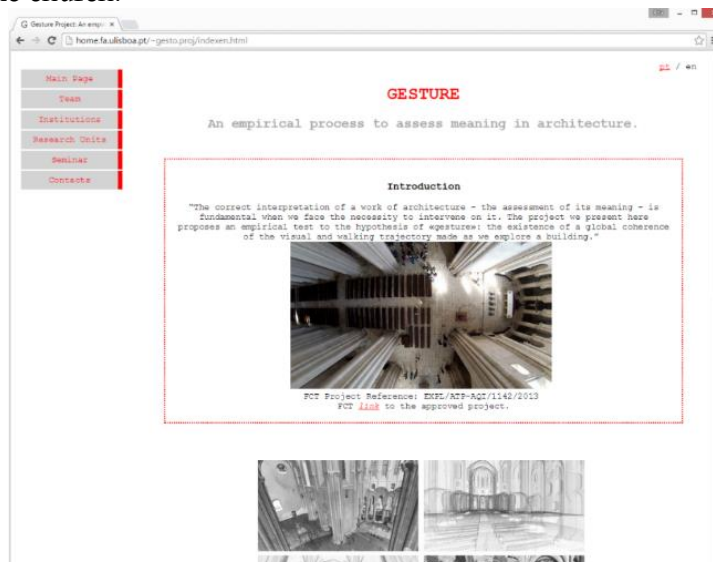 the church.
Gesture Project: An empir
home.fa.ulisboa.pt/~gesto.proj/indexen.html
pt / en
Main Page
Team
Institutions
Research Units
Seminar
Contacts
GESTURE
An empirical process to assess meaning in architecture.
Introduction
"The correct interpretation of a work of architecture - the assessment of its meaning - is
fundamental when we face the necessity to intervene on it. The project we present here
proposes an empirical test to the hypothesis of «gesture»: the existence of a global coherence
of the visual and walking trajectory made as we explore a building."
FCT Project Reference: EXPL/ATP-AQI/1142/2013
FCT link to the approved project.